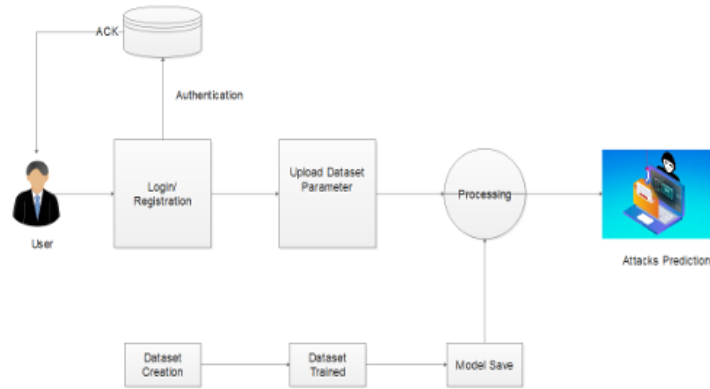 ACK
Authentication
Login/
Registration
Upload Dataset
Parameter
Processing
User
Attacks Prediction
Dataset
Creation
Dataset
Trained
Model Save